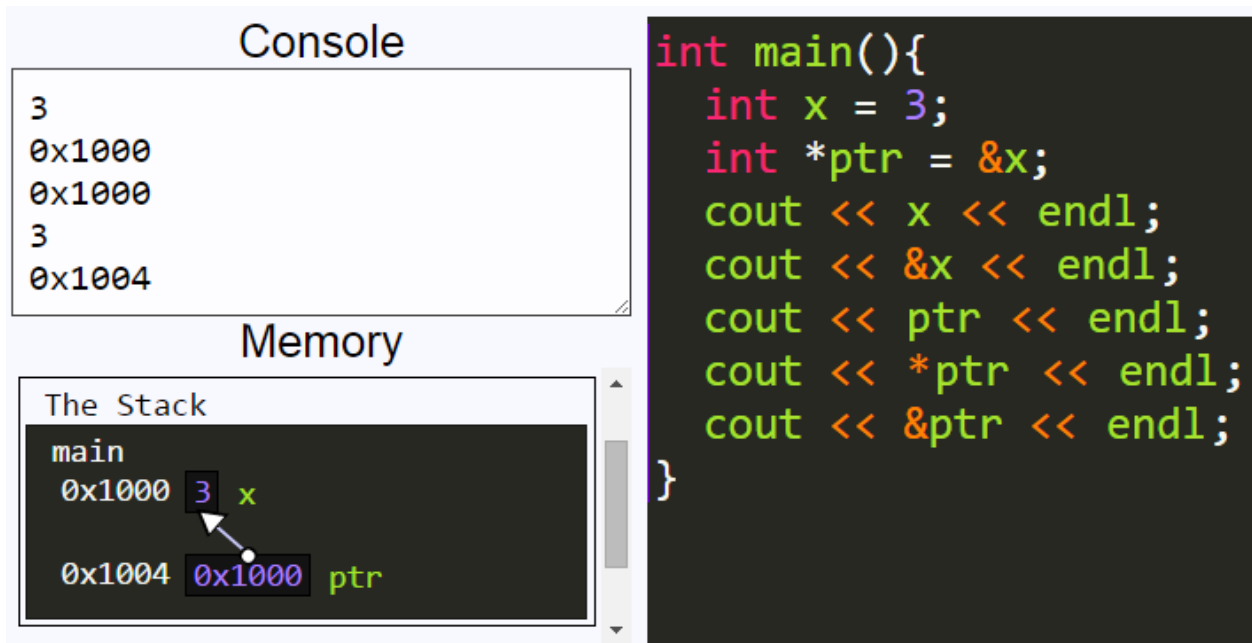 Console
3
0x1000
0x1000
3
0x1004
Memory
The Stack
main
0x1000 3 x
0x1004 0x1000 ptr
int main(){
  int x = 3;
  int *ptr = &x;
  cout << x << endl;
  cout << &x << endl;
  cout << ptr << endl;
  cout << *ptr << endl;
  cout << &ptr << endl;
}